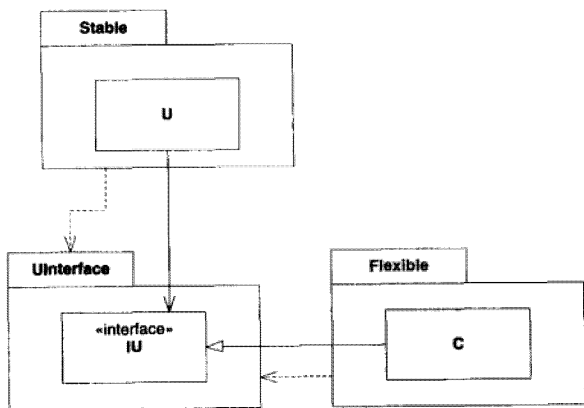 Stable
U
UInterface
Flexible
«interface»
IU
C